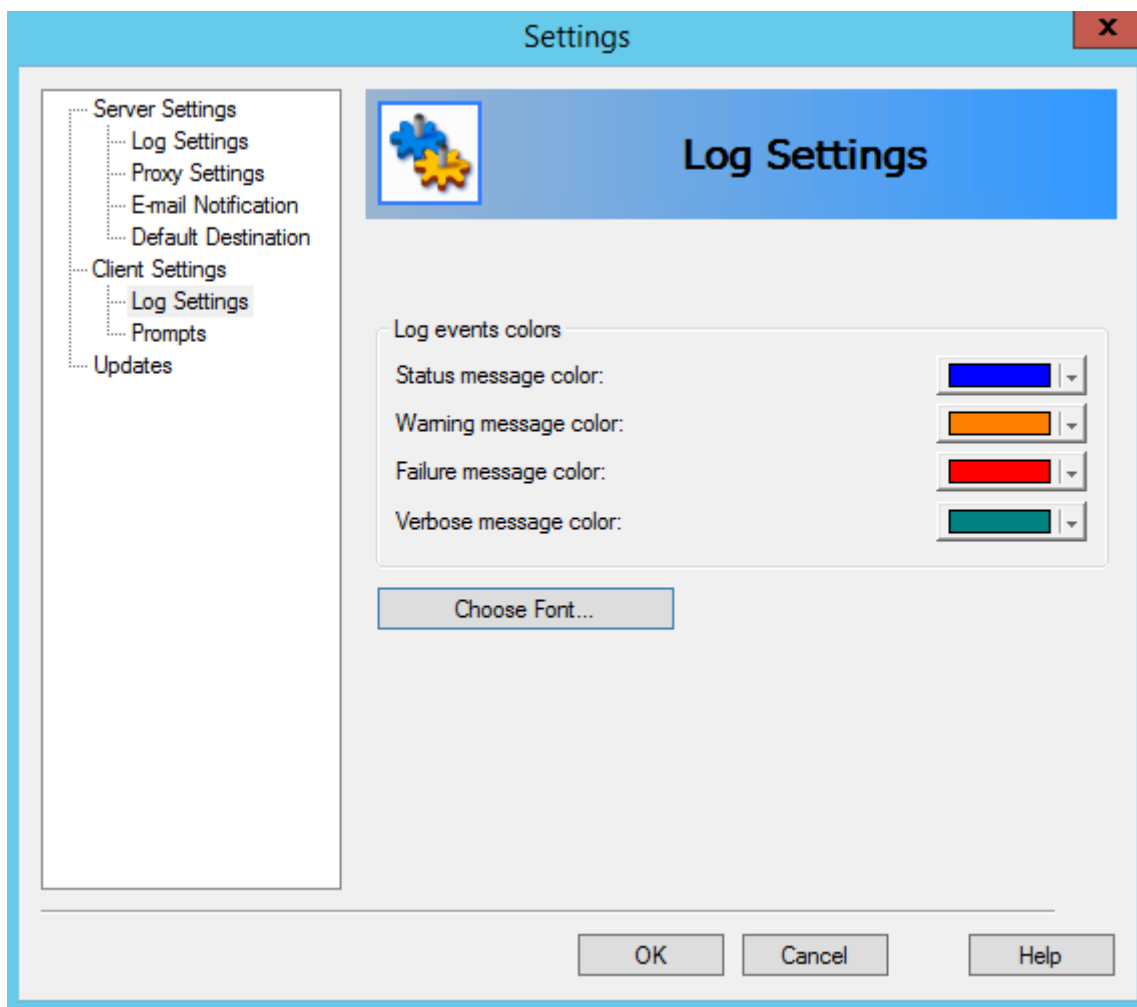 Settings
x
Server Settings
Log Settings
Proxy Settings
E-mail Notification
Default Destination
Client Settings
Log Settings
Prompts
Updates
Log Settings
Log events colors
Status message color:
Warning message color:
Failure message color:
Verbose message color:
Choose Font...
OK Cancel Help